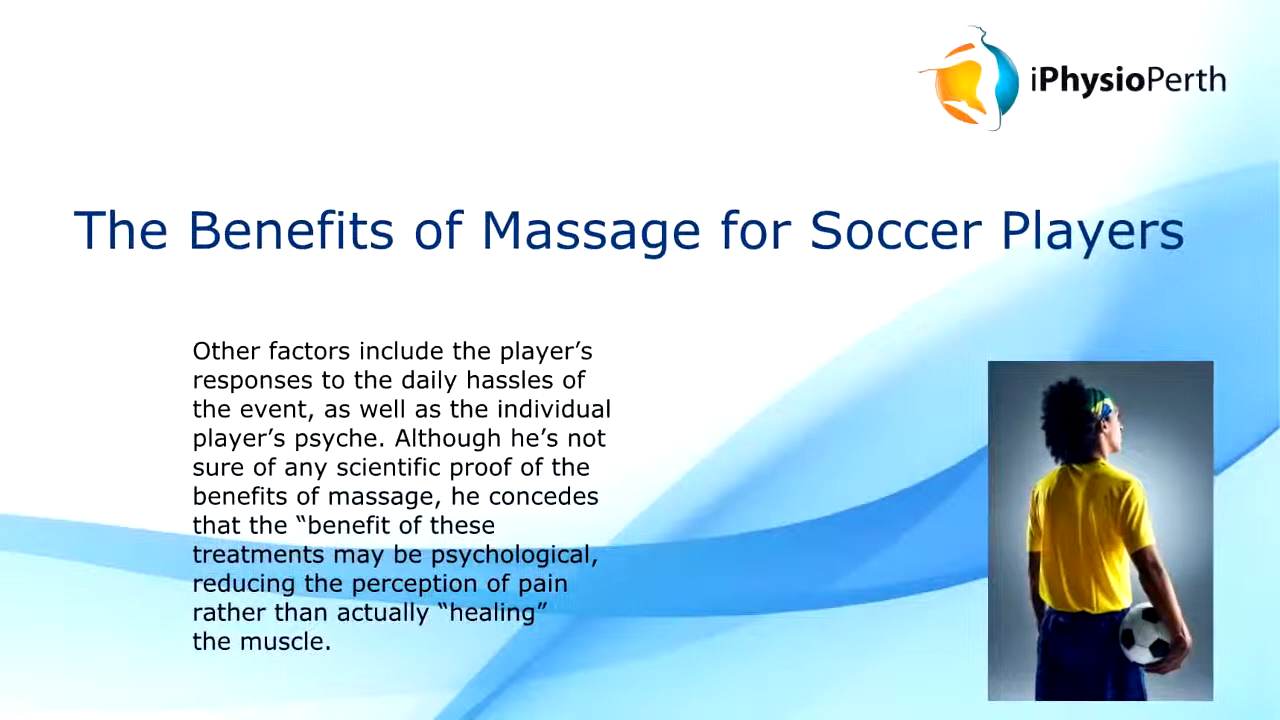 iPhysioPerth
The Benefits of Massage for Soccer Players
Other factors include the player’s
responses to the daily hassles of
the event, as well as the individual
player’s psyche. Although he’s not
sure of any scientific proof of the
benefits of massage, he concedes
that the “benefit of these
treatments may be psychological,
reducing the perception of pain
rather than actually “healing”
the muscle.